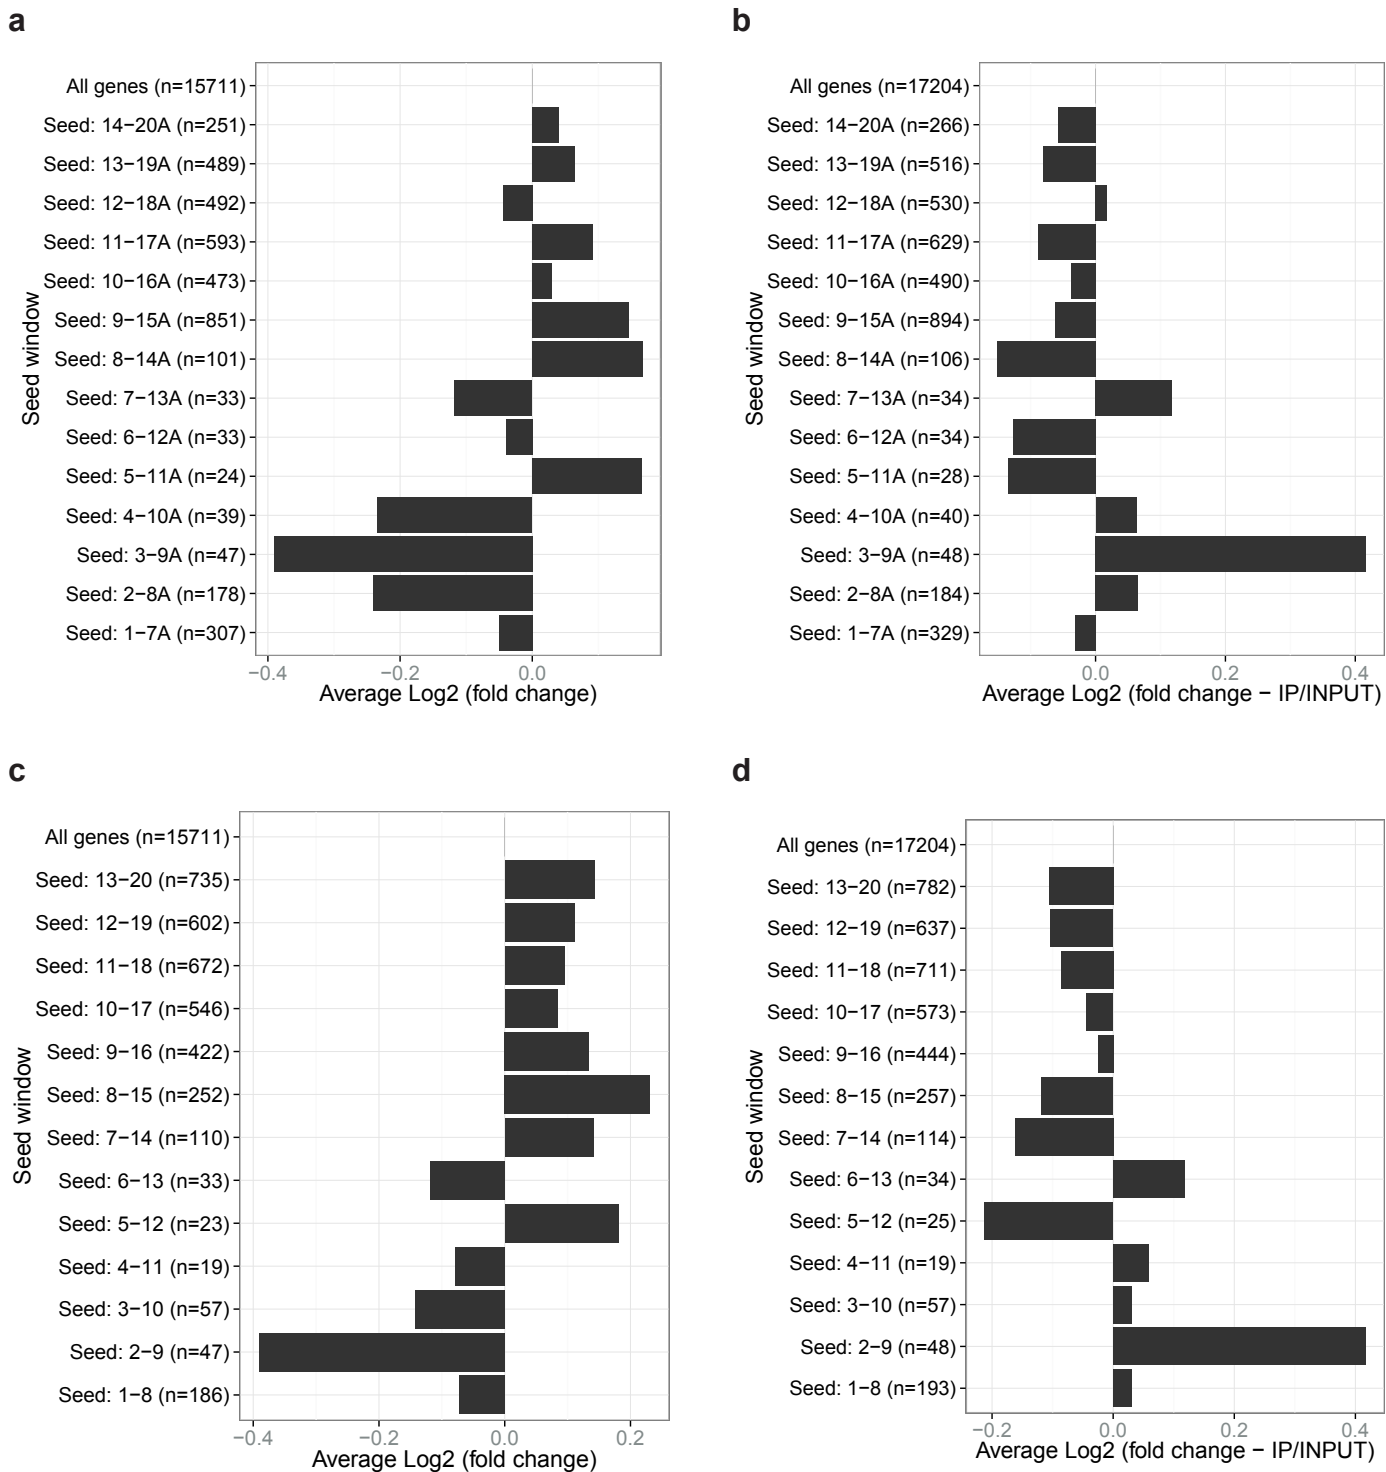 a
All genes (n=15711)
Seed: 14−20A (n=251)
Seed: 13−19A (n=489)
Seed: 12−18A (n=492)
Seed: 11−17A (n=593)
Seed: 10−16A (n=473)
Seed: 9−15A (n=851)
Seed: 8−14A (n=101)
Seed: 7−13A (n=33)
Seed: 6−12A (n=33)
Seed: 5−11A (n=24)
Seed: 4−10A (n=39)
Seed: 3−9A (n=47)
Seed: 2−8A (n=178)
Seed: 1−7A (n=307)
Seed window
−0.4 −0.2 0.0
Average Log2 (fold change)
b
All genes (n=17204)
Seed: 14−20A (n=266)
Seed: 13−19A (n=516)
Seed: 12−18A (n=530)
Seed: 11−17A (n=629)
Seed: 10−16A (n=490)
Seed: 9−15A (n=894)
Seed: 8−14A (n=106)
Seed: 7−13A (n=34)
Seed: 6−12A (n=34)
Seed: 5−11A (n=28)
Seed: 4−10A (n=40)
Seed: 3−9A (n=48)
Seed: 2−8A (n=184)
Seed: 1−7A (n=329)
Seed window
0.0 0.2 0.4
Average Log2 (fold change − IP/INPUT)
c
All genes (n=15711)
Seed: 13−20 (n=735)
Seed: 12−19 (n=602)
Seed: 11−18 (n=672)
Seed: 10−17 (n=546)
Seed: 9−16 (n=422)
Seed: 8−15 (n=252)
Seed: 7−14 (n=110)
Seed: 6−13 (n=33)
Seed: 5−12 (n=23)
Seed: 4−11 (n=19)
Seed: 3−10 (n=57)
Seed: 2−9 (n=47)
Seed: 1−8 (n=186)
Seed window
−0.4 −0.2 0.0 0.2
Average Log2 (fold change)
d
All genes (n=17204)
Seed: 13−20 (n=782)
Seed: 12−19 (n=637)
Seed: 11−18 (n=711)
Seed: 10−17 (n=573)
Seed: 9−16 (n=444)
Seed: 8−15 (n=257)
Seed: 7−14 (n=114)
Seed: 6−13 (n=34)
Seed: 5−12 (n=25)
Seed: 4−11 (n=19)
Seed: 3−10 (n=57)
Seed: 2−9 (n=48)
Seed: 1−8 (n=193)
Seed window
−0.2 0.0 0.2 0.4
Average Log2 (fold change − IP/INPUT)